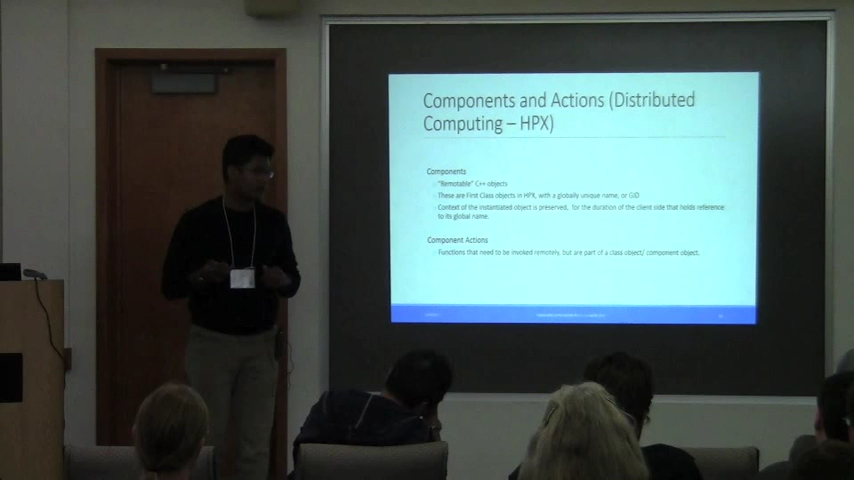 Components and Actions (Distributed
Computing – HPX)
Components
"Remotable" C++ objects
These are First Class objects in HPX, with a globally unique name, or GID
Context of the instantiated object is preserved, for the duration of the client side that holds reference
to its global name.
Component Actions
Functions that need to be invoked remotely, but are part of a class object/ component object.